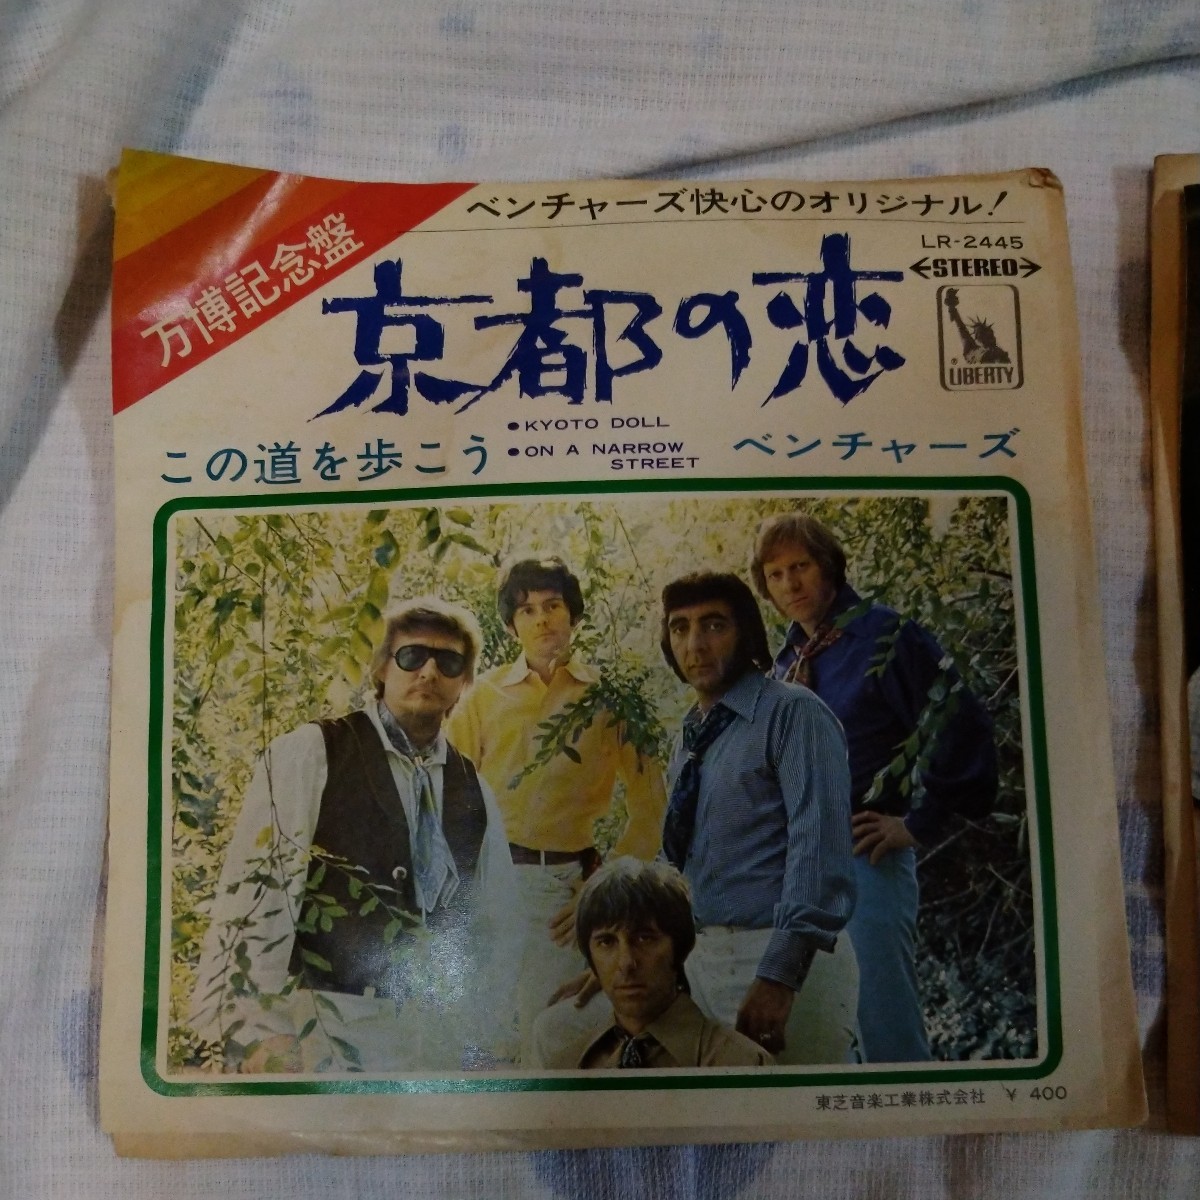 ベンチャーズ快心のオリジナル!
万博記念盤
LR-2445
STEREO
京都の恋
® LIBERTY
•KYOTO DOLL
この道を歩こう
•ON A NARROW
STREET
ベンチャーズ
東芝音楽工業株式会社 ¥ 400